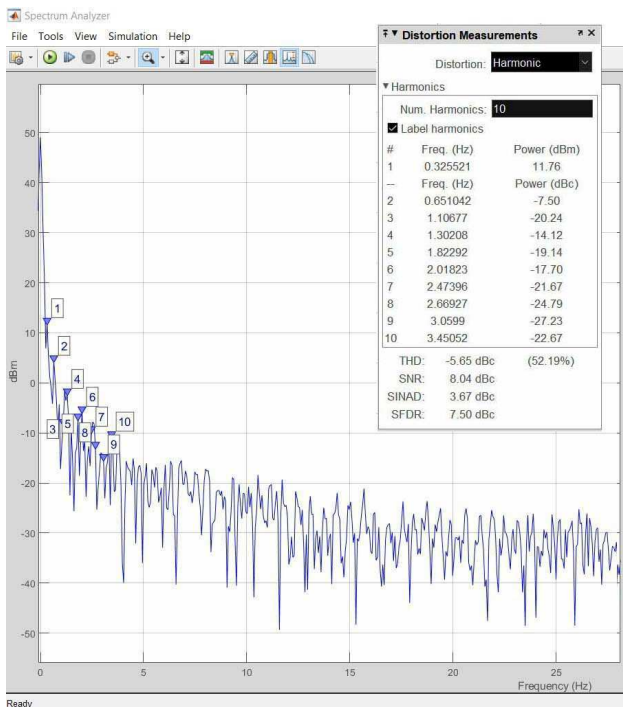 Spectrum Analyzer
File Tools View Simulation Help
Distortion Measurements
Distortion: Harmonic
Harmonics
Num. Harmonics: 10
Label harmonics
# Freq. (Hz) Power (dBm)
1 0.325521 11.76
-- Freq. (Hz) Power (dBc)
2 0.651042 -7.50
3 1.10677 -20.24
4 1.30208 -14.12
5 1.82292 -19.14
6 2.01823 -17.70
7 2.47396 -21.67
8 2.66927 -24.79
9 3.0599 -27.23
10 3.45052 -22.67
THD: -5.65 dBc (52.19%)
SNR: 8.04 dBc
SINAD: 3.67 dBc
SFDR: 7.50 dBc
50
40
30
20
10
0
-10
-20
-30
-40
-50
dBm
1
2
4
6
3
5
8
7
9
10
0 5 10 15 20 25
Frequency (Hz)
Ready